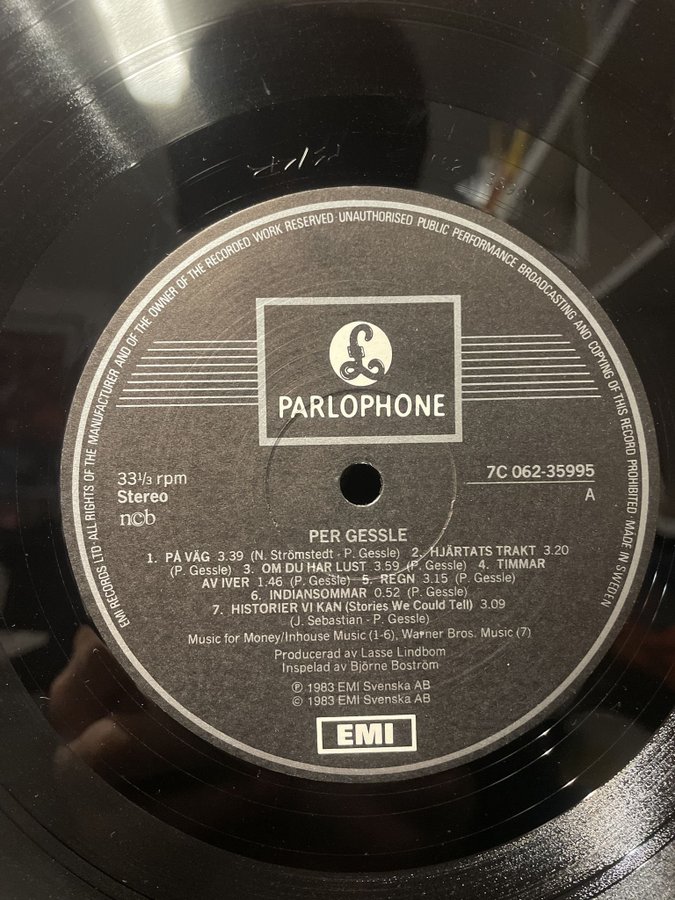 EMI RECORDS LTD · ALL RIGHTS OF THE MANUFACTURER AND OF THE OWNER OF THE RECORDED WORK RESERVED · UNAUTHORISED PUBLIC PERFORMANCE BROADCASTING AND COPYING OF THIS RECORD PROHIBITED · MADE IN SWEDEN
£
PARLOPHONE
33⅓ rpm
Stereo
ncb
7C 062-35995
A
PER GESSLE
1. PÅ VÄG 3.39 (N. Strömstedt - P. Gessle) 2. HJÄRTATS TRAKT 3.20
(P. Gessle) 3. OM DU HAR LUST 3.59 (P. Gessle) 4. TIMMAR
AV IVER 1.46 (P. Gessle) 5. REGN 3.15 (P. Gessle)
6. INDIANSOMMAR 0.52 (P. Gessle)
7. HISTORIER VI KAN (Stories We Could Tell) 3.09
(J. Sebastian - P. Gessle)
Music for Money/Inhouse Music (1-6), Warner Bros. Music (7)
Producerad av Lasse Lindbom
Inspelad av Björne Boström
℗ 1983 EMI Svenska AB
© 1983 EMI Svenska AB
EMI